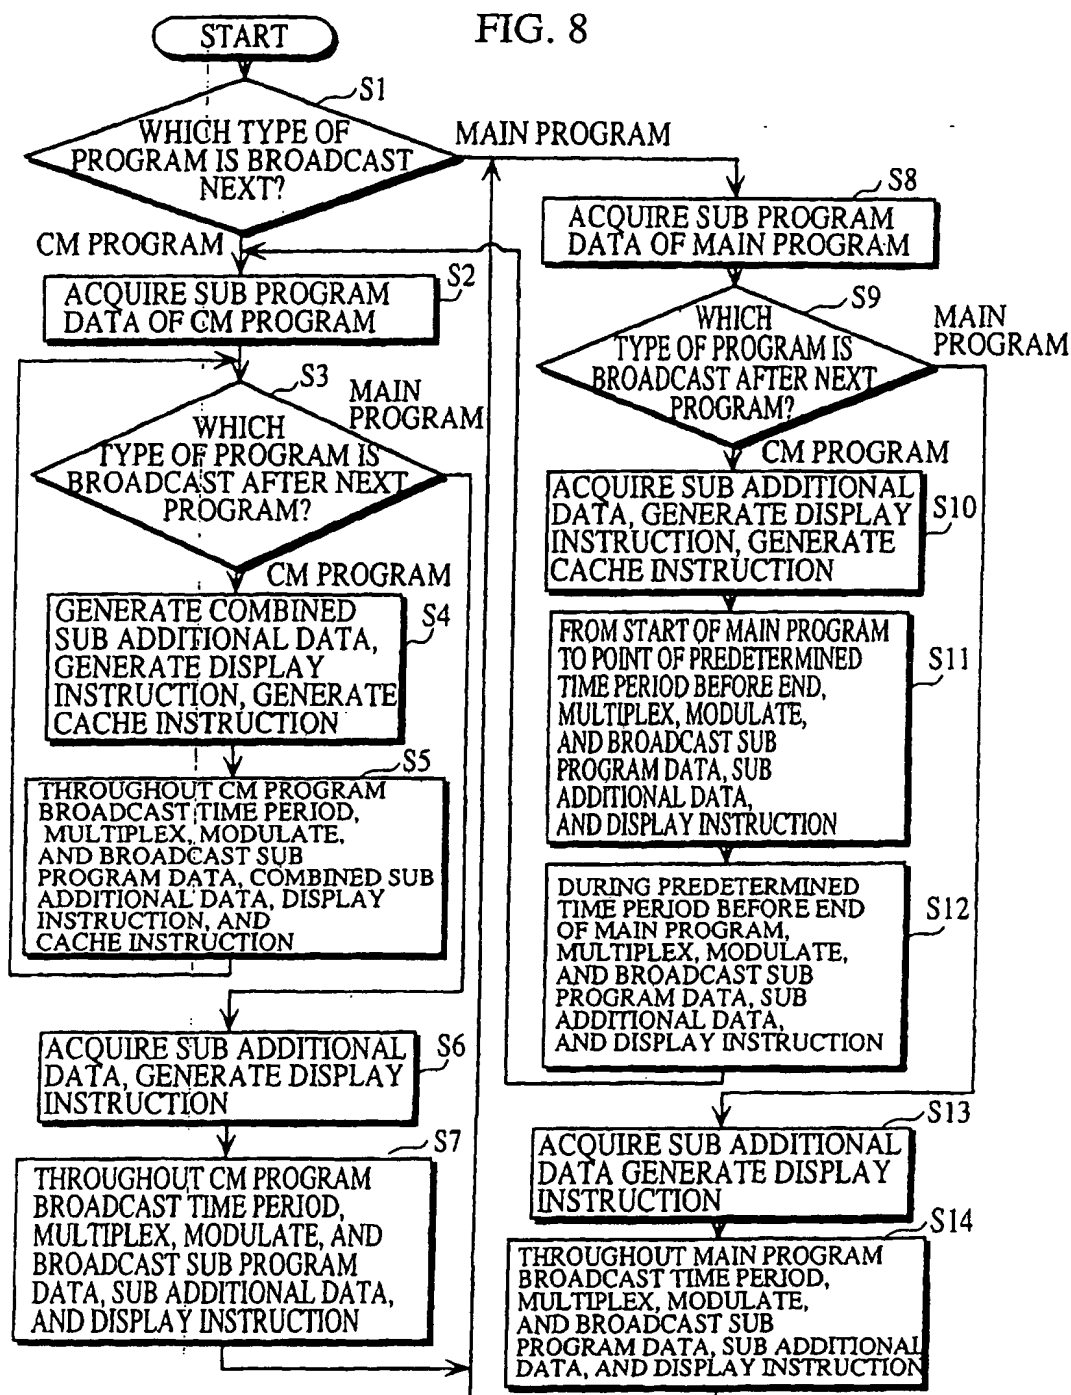 FIG. 8
START
S1
WHICH TYPE OF
PROGRAM IS BROADCAST
NEXT?
MAIN PROGRAM
CM PROGRAM
S2
ACQUIRE SUB PROGRAM
DATA OF CM PROGRAM
S3
MAIN
PROGRAM
WHICH
TYPE OF PROGRAM IS
BROADCAST AFTER NEXT
PROGRAM?
CM PROGRAM
S4
GENERATE COMBINED
SUB ADDITIONAL DATA,
GENERATE DISPLAY
INSTRUCTION, GENERATE
CACHE INSTRUCTION
S5
THROUGHOUT CM PROGRAM
BROADCAST TIME PERIOD,
MULTIPLEX, MODULATE,
AND BROADCAST SUB
PROGRAM DATA, COMBINED SUB
ADDITIONAL DATA, DISPLAY
INSTRUCTION, AND
CACHE INSTRUCTION
S6
ACQUIRE SUB ADDITIONAL
DATA, GENERATE DISPLAY
INSTRUCTION
S7
THROUGHOUT CM PROGRAM
BROADCAST TIME PERIOD,
MULTIPLEX, MODULATE, AND
BROADCAST SUB PROGRAM
DATA, SUB ADDITIONAL DATA,
AND DISPLAY INSTRUCTION
S8
ACQUIRE SUB PROGRAM
DATA OF MAIN PROGRAM
S9
WHICH
TYPE OF PROGRAM IS
BROADCAST AFTER NEXT
PROGRAM?
MAIN
PROGRAM
CM PROGRAM
S10
ACQUIRE SUB ADDITIONAL
DATA, GENERATE DISPLAY
INSTRUCTION, GENERATE
CACHE INSTRUCTION
S11
FROM START OF MAIN PROGRAM
TO POINT OF PREDETERMINED
TIME PERIOD BEFORE END,
MULTIPLEX, MODULATE,
AND BROADCAST SUB
PROGRAM DATA, SUB
ADDITIONAL DATA,
AND DISPLAY INSTRUCTION
S12
DURING PREDETERMINED
TIME PERIOD BEFORE END
OF MAIN PROGRAM,
MULTIPLEX, MODULATE,
AND BROADCAST SUB
PROGRAM DATA, SUB
ADDITIONAL DATA,
AND DISPLAY INSTRUCTION
S13
ACQUIRE SUB ADDITIONAL
DATA GENERATE DISPLAY
INSTRUCTION
S14
THROUGHOUT MAIN PROGRAM
BROADCAST TIME PERIOD,
MULTIPLEX, MODULATE,
AND BROADCAST SUB
PROGRAM DATA, SUB ADDITIONAL
DATA, AND DISPLAY INSTRUCTION